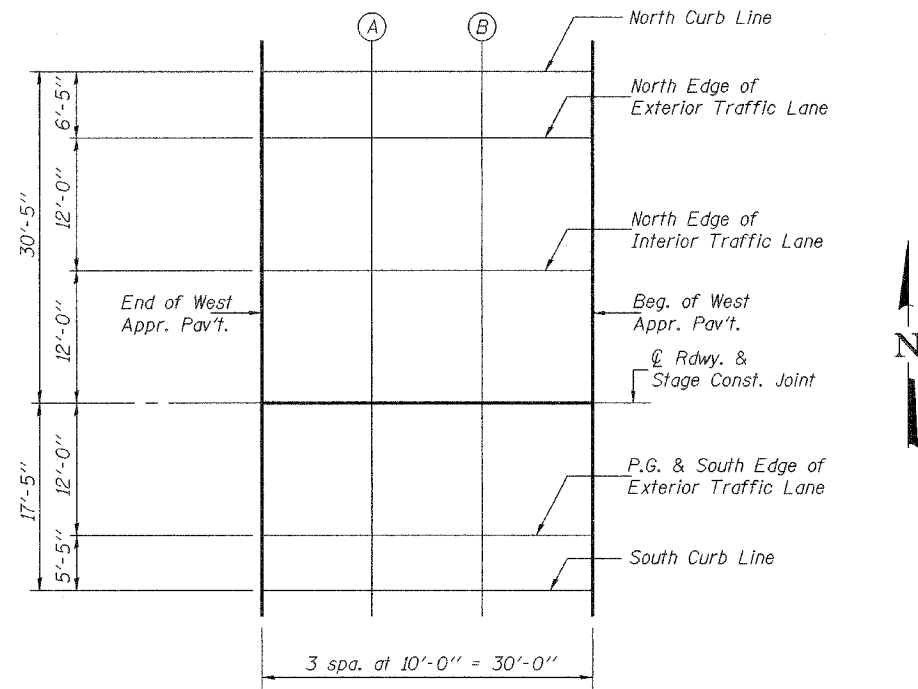 A
B
North Curb Line
North Edge of
Exterior Traffic Lane
North Edge of
Interior Traffic Lane
End of West
Appr. Pav't.
Beg. of West
Appr. Pav't.
℄ Rdwy. &
Stage Const. Joint
P.G. & South Edge of
Exterior Traffic Lane
South Curb Line
30'-5"
6'-5"
12'-0"
12'-0"
17'-5"
12'-0"
5'-5"
3 spa. at 10'-0" = 30'-0"
N